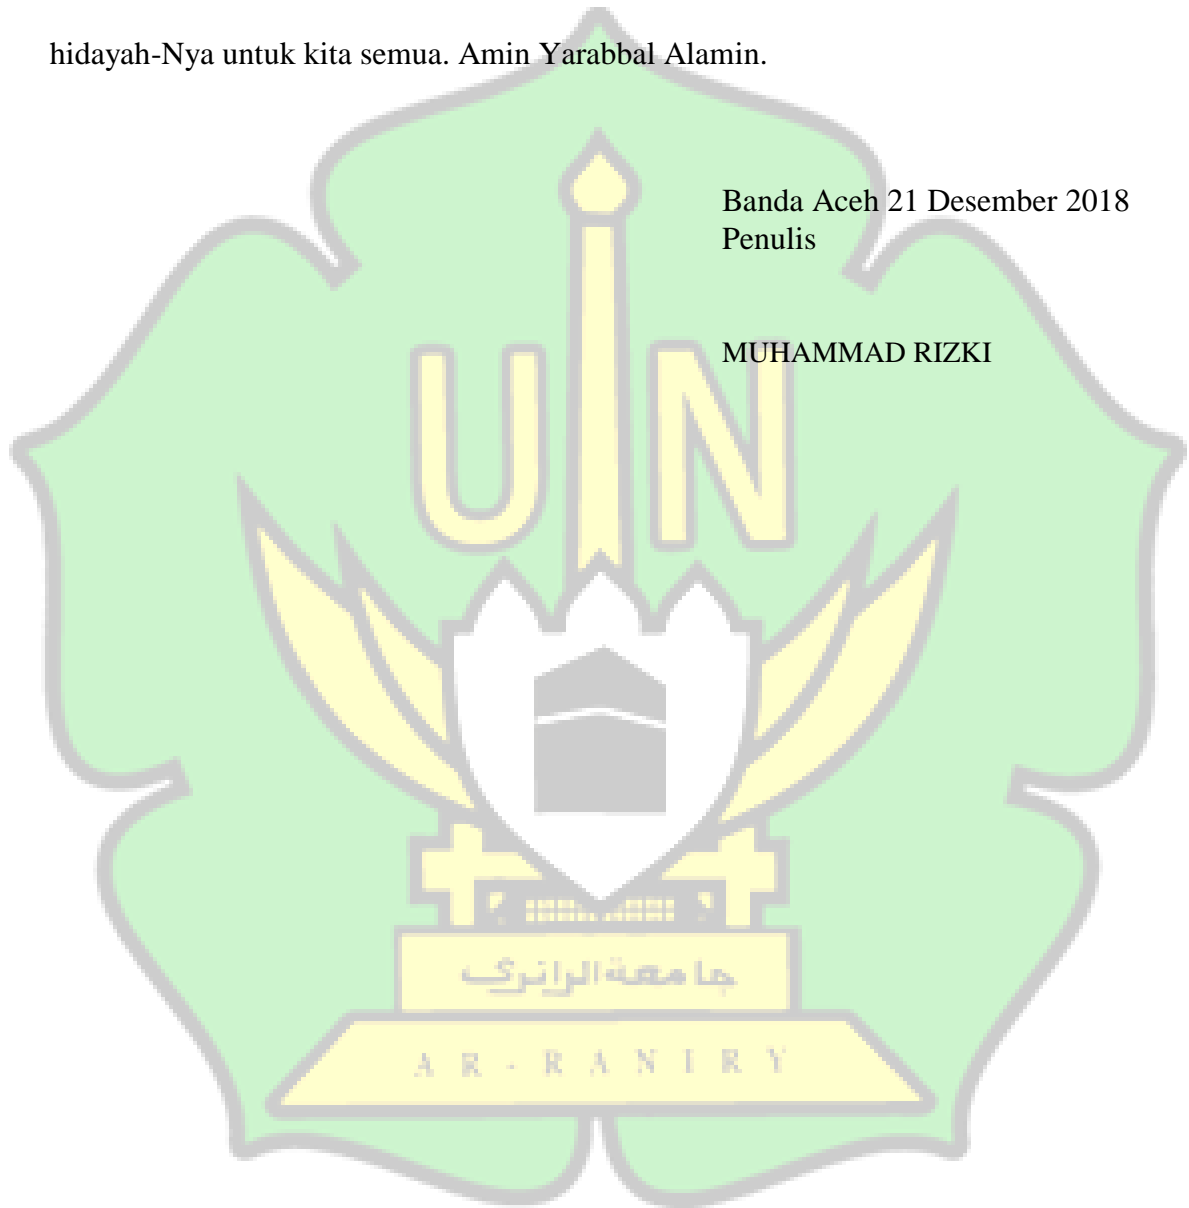 hidayah-Nya untuk kita semua. Amin Yarabbal Alamin.
Banda Aceh 21 Desember 2018
Penulis
MUHAMMAD RIZKI
UIN
جامعة الرانري
AR-RANIRY